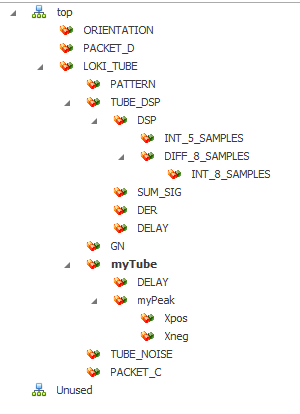 top
ORIENTATION
PACKET_D
LOKI_TUBE
PATTERN
TUBE_DSP
DSP
INT_5_SAMPLES
DIFF_8_SAMPLES
INT_8_SAMPLES
SUM_SIG
DER
DELAY
GN
myTube
DELAY
myPeak
Xpos
Xneg
TUBE_NOISE
PACKET_C
Unused